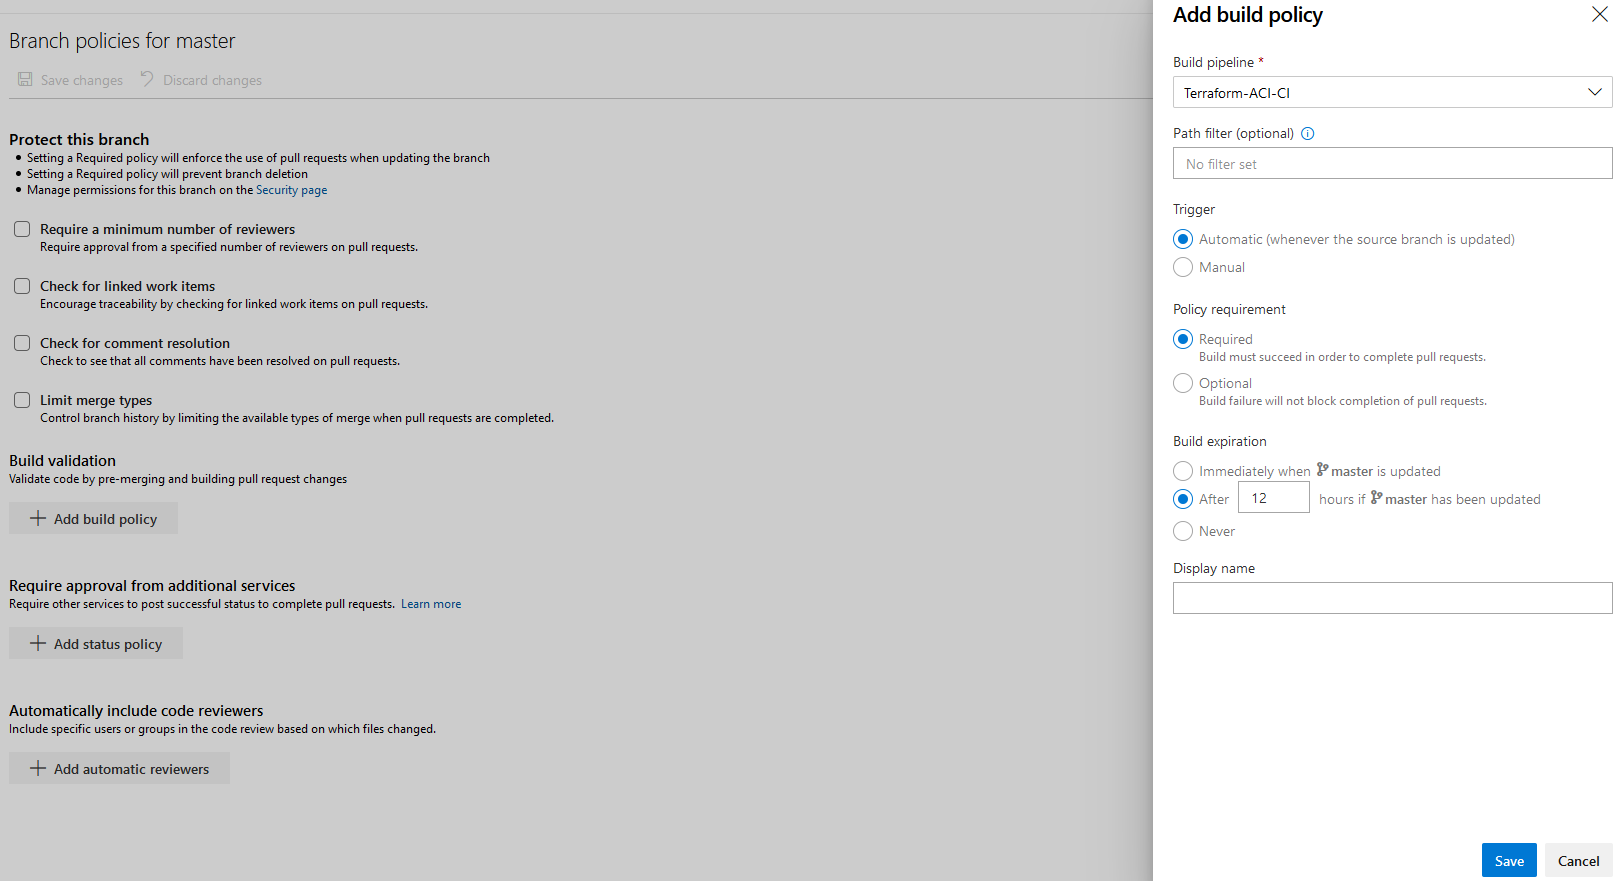 Branch policies for master
Save changes
Discard changes
Protect this branch
Setting a Required policy will enforce the use of pull requests when updating the branch
Setting a Required policy will prevent branch deletion
Manage permissions for this branch on the Security page
Require a minimum number of reviewers
Require approval from a specified number of reviewers on pull requests.
Check for linked work items
Encourage traceability by checking for linked work items on pull requests.
Check for comment resolution
Check to see that all comments have been resolved on pull requests.
Limit merge types
Control branch history by limiting the available types of merge when pull requests are completed.
Build validation
Validate code by pre-merging and building pull request changes
Add build policy
Require approval from additional services
Require other services to post successful status to complete pull requests. Learn more
Add status policy
Automatically include code reviewers
Include specific users or groups in the code review based on which files changed.
Add automatic reviewers
Add build policy
Build pipeline *
Terraform-ACI-CI
Path filter (optional)
No filter set
Trigger
Automatic (whenever the source branch is updated)
Manual
Policy requirement
Required
Build must succeed in order to complete pull requests.
Optional
Build failure will not block completion of pull requests.
Build expiration
Immediately when master is updated
After 12 hours if master has been updated
Never
Display name
Save
Cancel